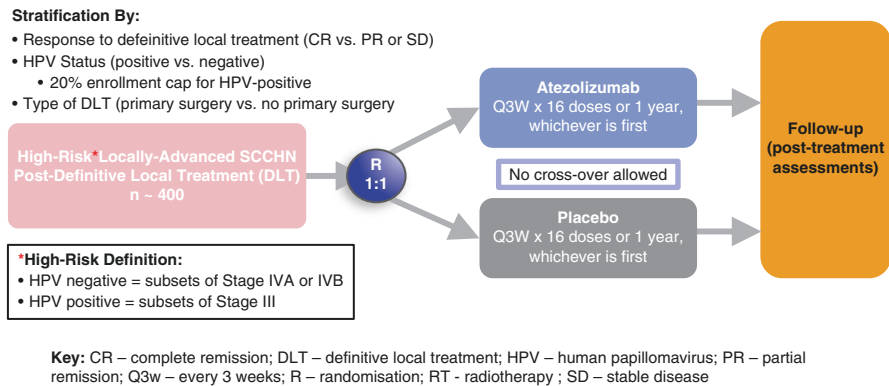 Stratification By:
• Response to defeinitive local treatment (CR vs. PR or SD)
• HPV Status (positive vs. negative)
• 20% enrollment cap for HPV-positive
• Type of DLT (primary surgery vs. no primary surgery
High-Risk*Locally-Advanced SCCHN
Post-Definitive Local Treatment (DLT)
n ~ 400
R
1:1
Atezolizumab
Q3W x 16 doses or 1 year,
whichever is first
No cross-over allowed
Placebo
Q3W x 16 doses or 1 year,
whichever is first
Follow-up
(post-treatment
assessments)
*High-Risk Definition:
• HPV negative = subsets of Stage IVA or IVB
• HPV positive = subsets of Stage III
Key: CR – complete remission; DLT – definitive local treatment; HPV – human papillomavirus; PR – partial
remission; Q3w – every 3 weeks; R – randomisation; RT - radiotherapy ; SD – stable disease